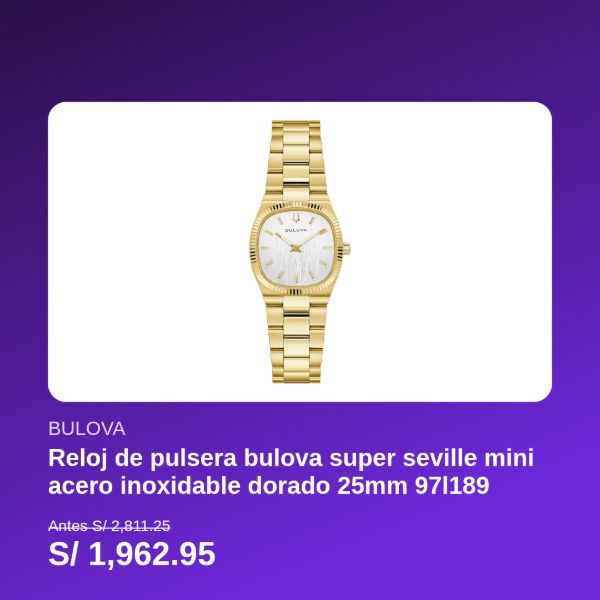 BULOVA
BULOVA
Reloj de pulsera bulova super seville mini
acero inoxidable dorado 25mm 97l189
Antes S/ 2,811.25
S/ 1,962.95